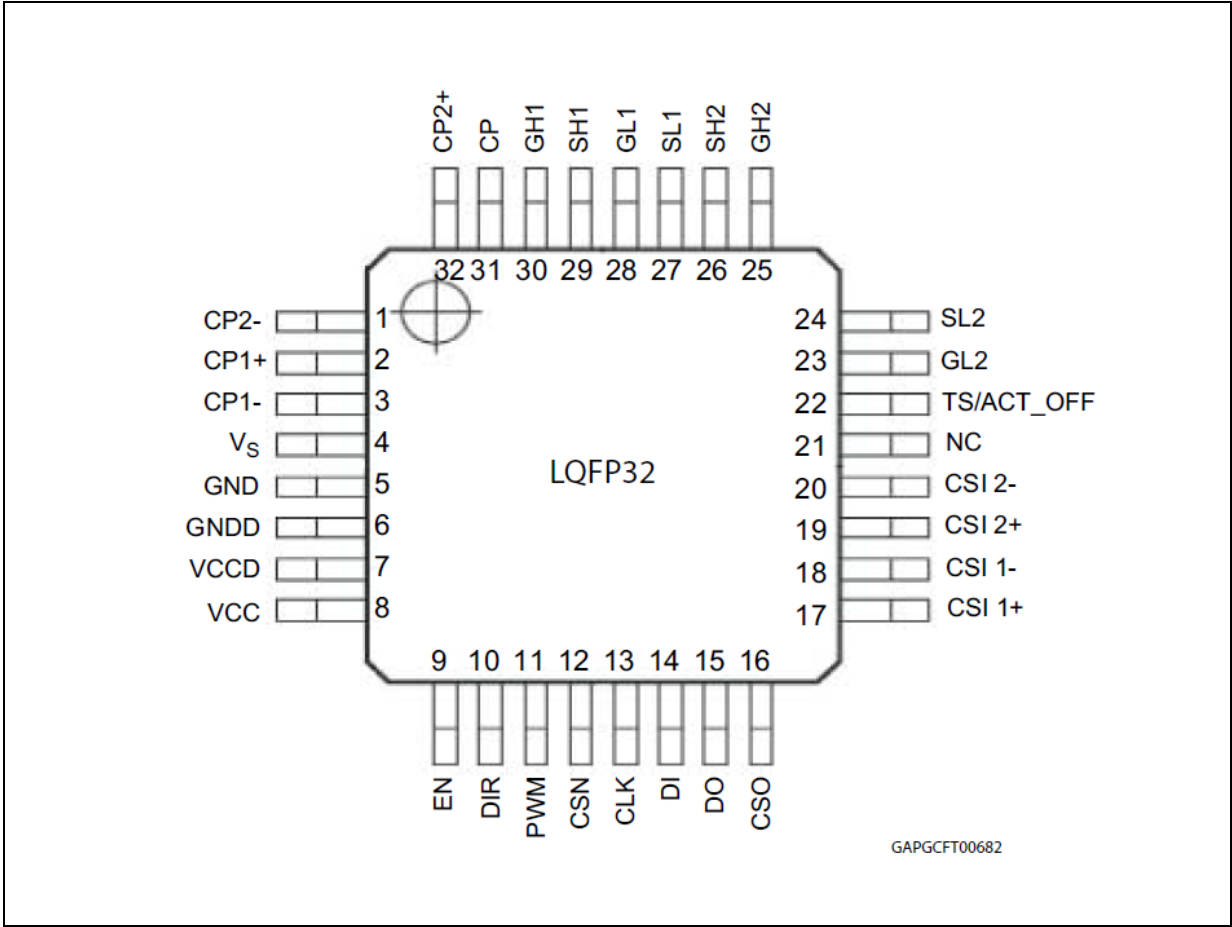 CP2+ CP GH1 SH1 GL1 SL1 SH2 GH2
32 31 30 29 28 27 26 25
CP2- 1 24 SL2
CP1+ 2 23 GL2
CP1- 3 22 TS/ACT_OFF
VS 4 21 NC
LQFP32
GND 5 20 CSI 2-
GNDD 6 19 CSI 2+
VCCD 7 18 CSI 1-
VCC 8 17 CSI 1+
9 10 11 12 13 14 15 16
EN DIR PWM CSN CLK DI DO CSO
GAPGCFT00682